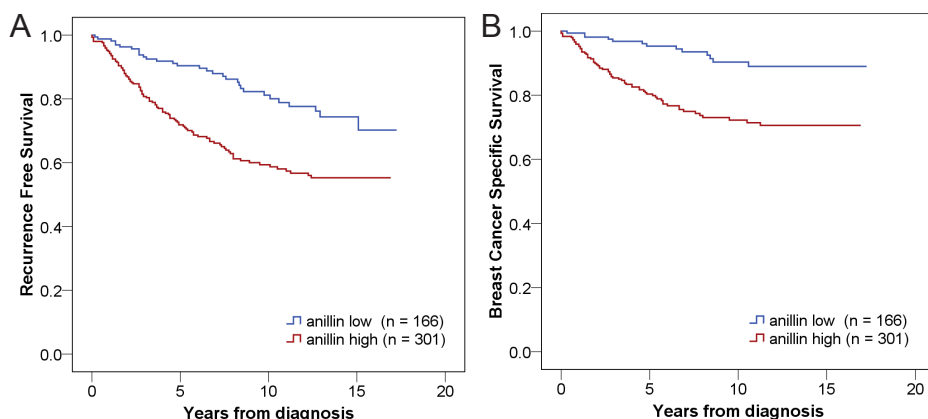 A
Recurrence Free Survival
1.0
0.8
0.6
0.4
0.2
0.0
anillin low (n = 166)
anillin high (n = 301)
0 5 10 15 20
Years from diagnosis
B
Breast Cancer Specific Survival
1.0
0.8
0.6
0.4
0.2
0.0
anillin low (n = 166)
anillin high (n = 301)
0 5 10 15 20
Years from diagnosis